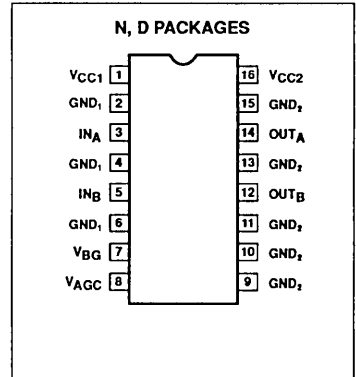 N, D PACKAGES
VCC1 1 16 VCC2
GND₁ 2 15 GND₂
INA 3 14 OUTA
GND₁ 4 13 GND₂
INB 5 12 OUTB
GND₁ 6 11 GND₂
VBG 7 10 GND₂
VAGC 8 9 GND₂